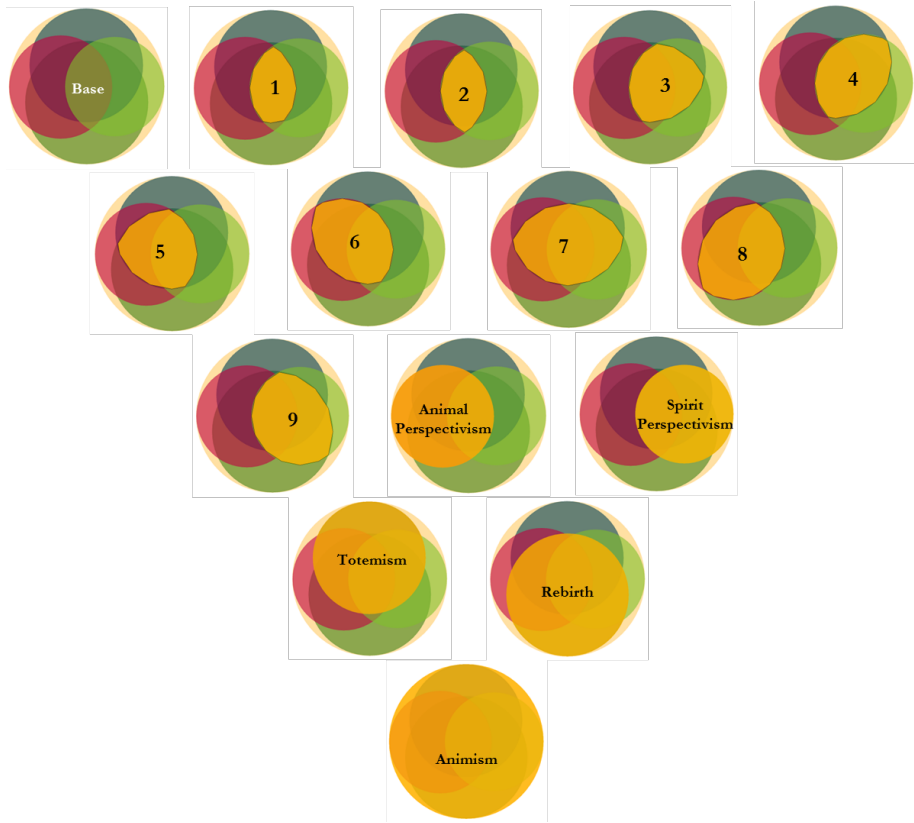 Base
1
2
3
4
5
6
7
8
9
Animal
Perspectivism
Spirit
Perspectivism
Totemism
Rebirth
Animism